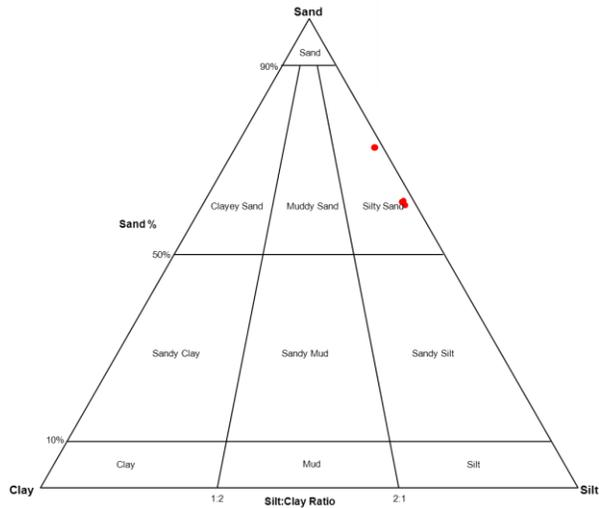 Sand
Sand
90%
Clayey Sand
Muddy Sand
Silty Sand
Sand %
50%
Sandy Clay
Sandy Mud
Sandy Silt
10%
Clay
Mud
Silt
Clay
1:2
Silt:Clay Ratio
2:1
Silt